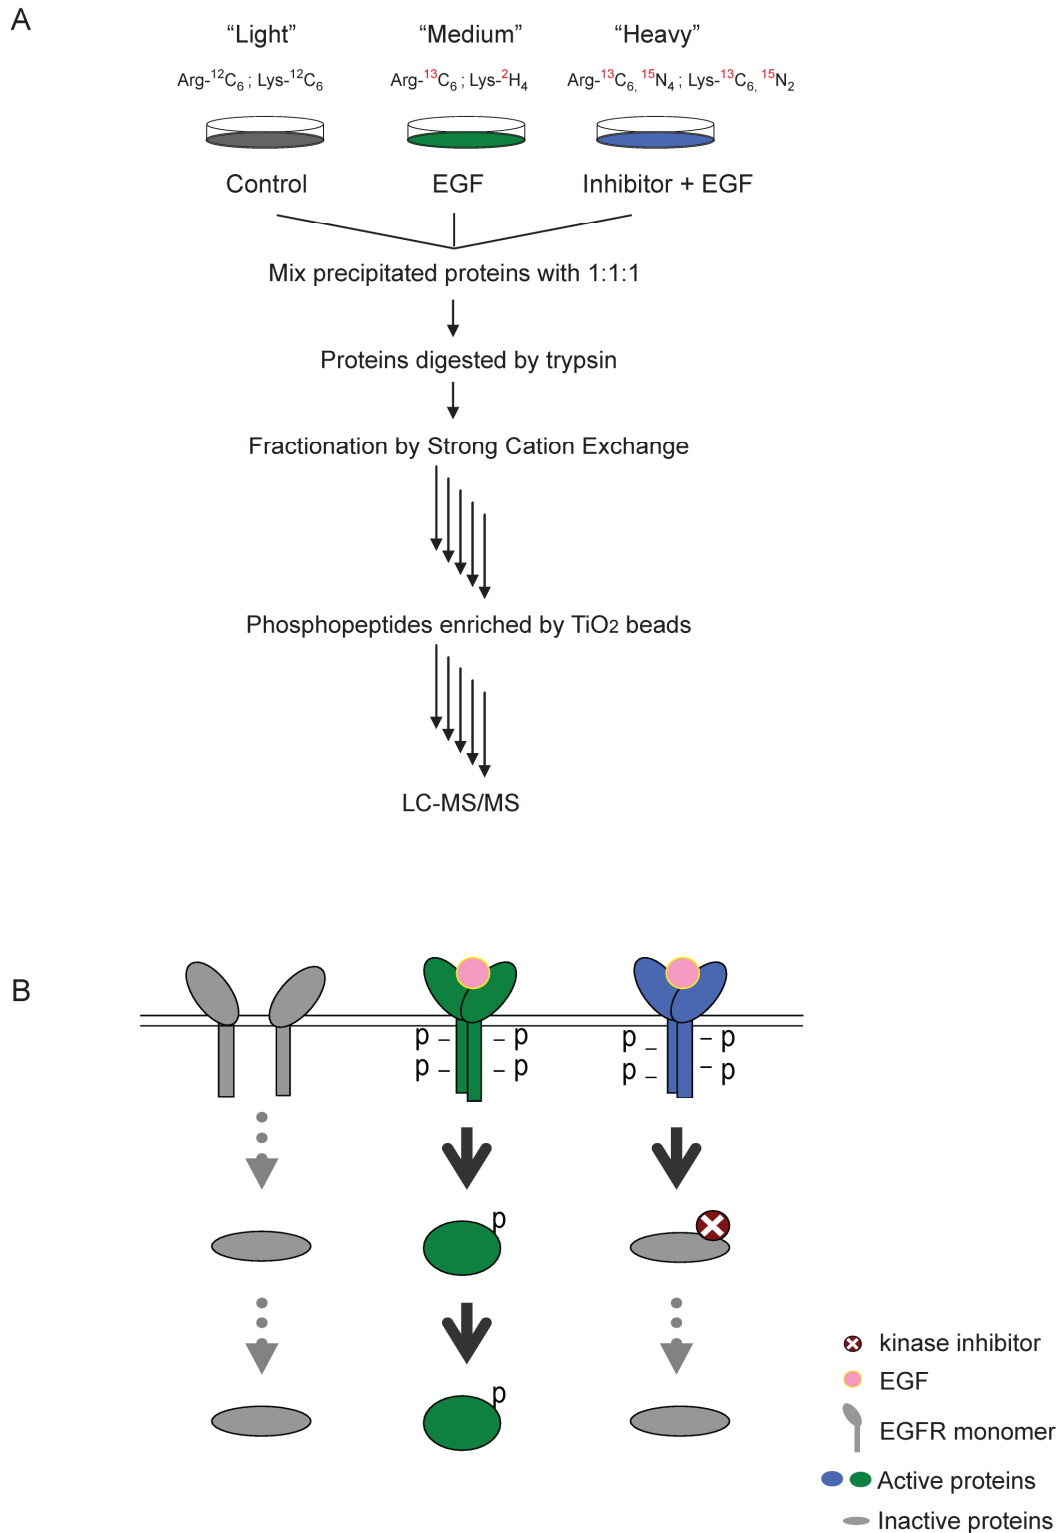 A
“Light” “Medium” “Heavy”
Arg-¹²C₆ ; Lys-¹²C₆ Arg-¹³C₆ ; Lys-²H₄ Arg-¹³C₆, ¹⁵N₄ ; Lys-¹³C₆, ¹⁵N₂
Control EGF Inhibitor + EGF
Mix precipitated proteins with 1:1:1
Proteins digested by trypsin
Fractionation by Strong Cation Exchange
Phosphopeptides enriched by TiO2 beads
LC-MS/MS
B
p p p p
p p p p
p
p
kinase inhibitor
EGF
EGFR monomer
Active proteins
Inactive proteins